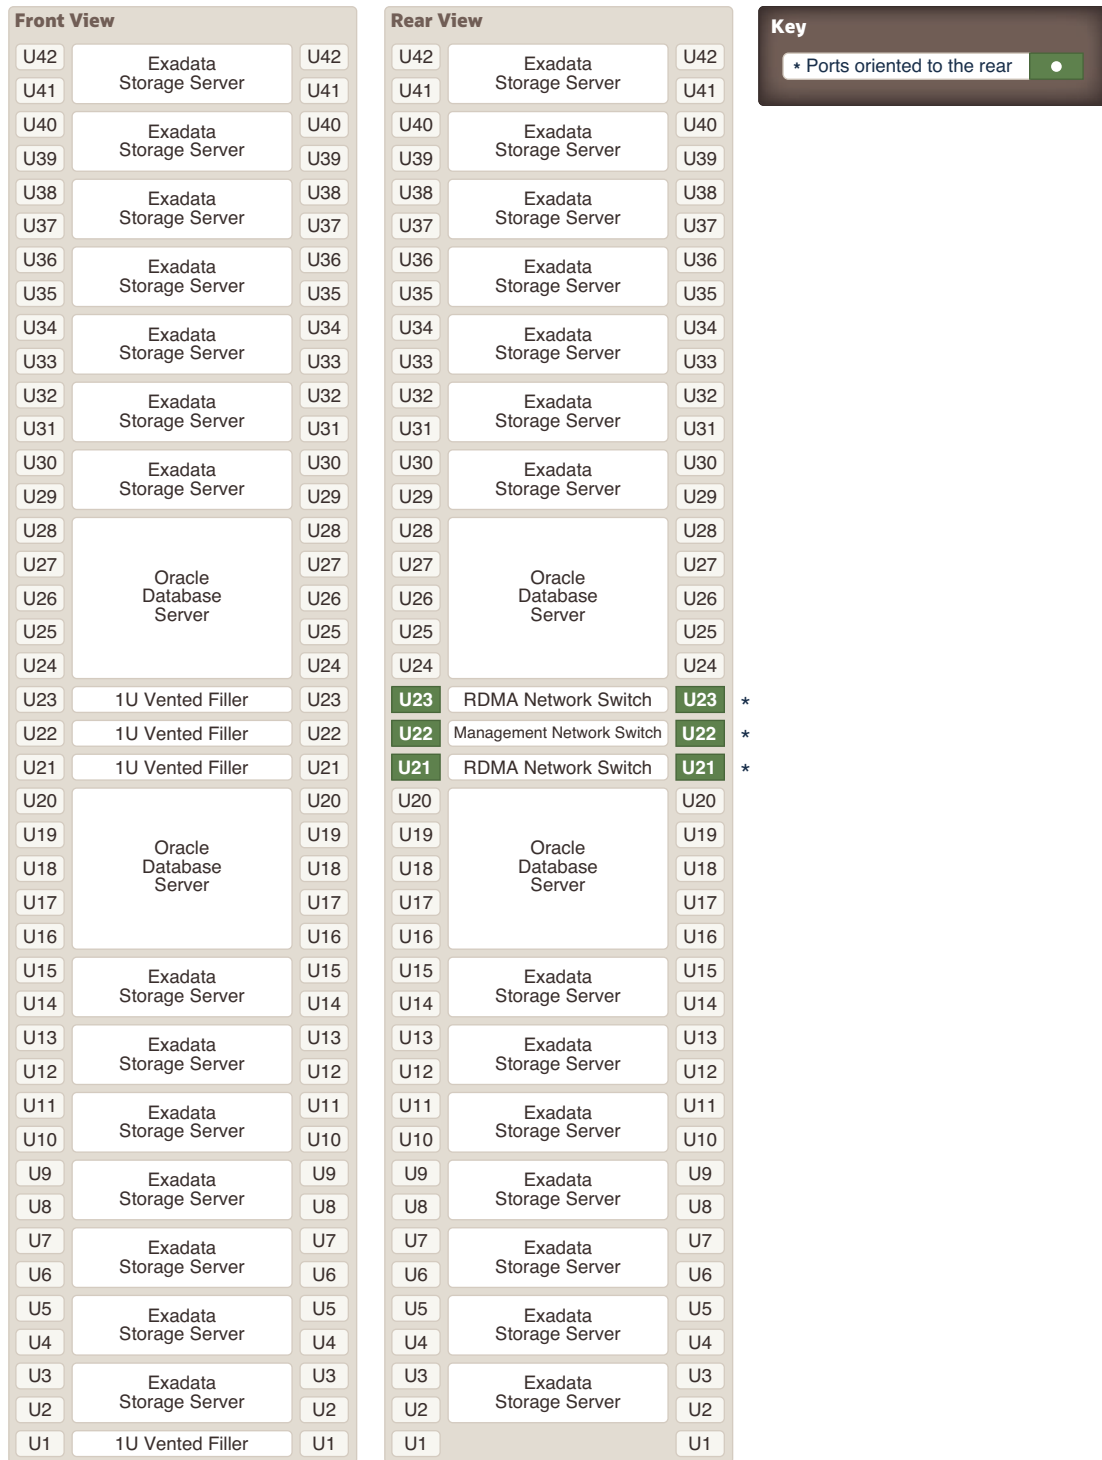 Front View
U42 Exadata Storage Server U42
U41 U41
U40 Exadata Storage Server U40
U39 U39
U38 Exadata Storage Server U38
U37 U37
U36 Exadata Storage Server U36
U35 U35
U34 Exadata Storage Server U34
U33 U33
U32 Exadata Storage Server U32
U31 U31
U30 Exadata Storage Server U30
U29 U29
U28 U28
U27 Oracle U27
U26 Database U26
U25 Server U25
U24 U24
U23 1U Vented Filler U23
U22 1U Vented Filler U22
U21 1U Vented Filler U21
U20 U20
U19 Oracle U19
U18 Database U18
U17 Server U17
U16 U16
U15 Exadata Storage Server U15
U14 U14
U13 Exadata Storage Server U13
U12 U12
U11 Exadata Storage Server U11
U10 U10
U9 Exadata Storage Server U9
U8 U8
U7 Exadata Storage Server U7
U6 U6
U5 Exadata Storage Server U5
U4 U4
U3 Exadata Storage Server U3
U2 U2
U1 1U Vented Filler U1
Rear View
U42 Exadata Storage Server U42
U41 U41
U40 Exadata Storage Server U40
U39 U39
U38 Exadata Storage Server U38
U37 U37
U36 Exadata Storage Server U36
U35 U35
U34 Exadata Storage Server U34
U33 U33
U32 Exadata Storage Server U32
U31 U31
U30 Exadata Storage Server U30
U29 U29
U28 U28
U27 Oracle U27
U26 Database U26
U25 Server U25
U24 U24
U23 RDMA Network Switch U23 *
U22 Management Network Switch U22 *
U21 RDMA Network Switch U21 *
U20 U20
U19 Oracle U19
U18 Database U18
U17 Server U17
U16 U16
U15 Exadata Storage Server U15
U14 U14
U13 Exadata Storage Server U13
U12 U12
U11 Exadata Storage Server U11
U10 U10
U9 Exadata Storage Server U9
U8 U8
U7 Exadata Storage Server U7
U6 U6
U5 Exadata Storage Server U5
U4 U4
U3 Exadata Storage Server U3
U2 U2
U1 U1
Key
* Ports oriented to the rear